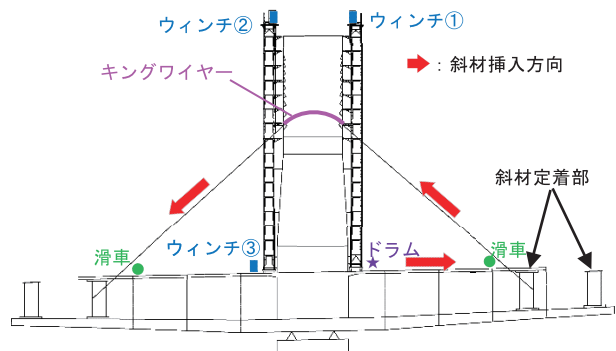 ウィンチ② ウィンチ①
キングワイヤー
：斜材挿入方向
斜材定着部
滑車 ウィンチ③ ドラム 滑車